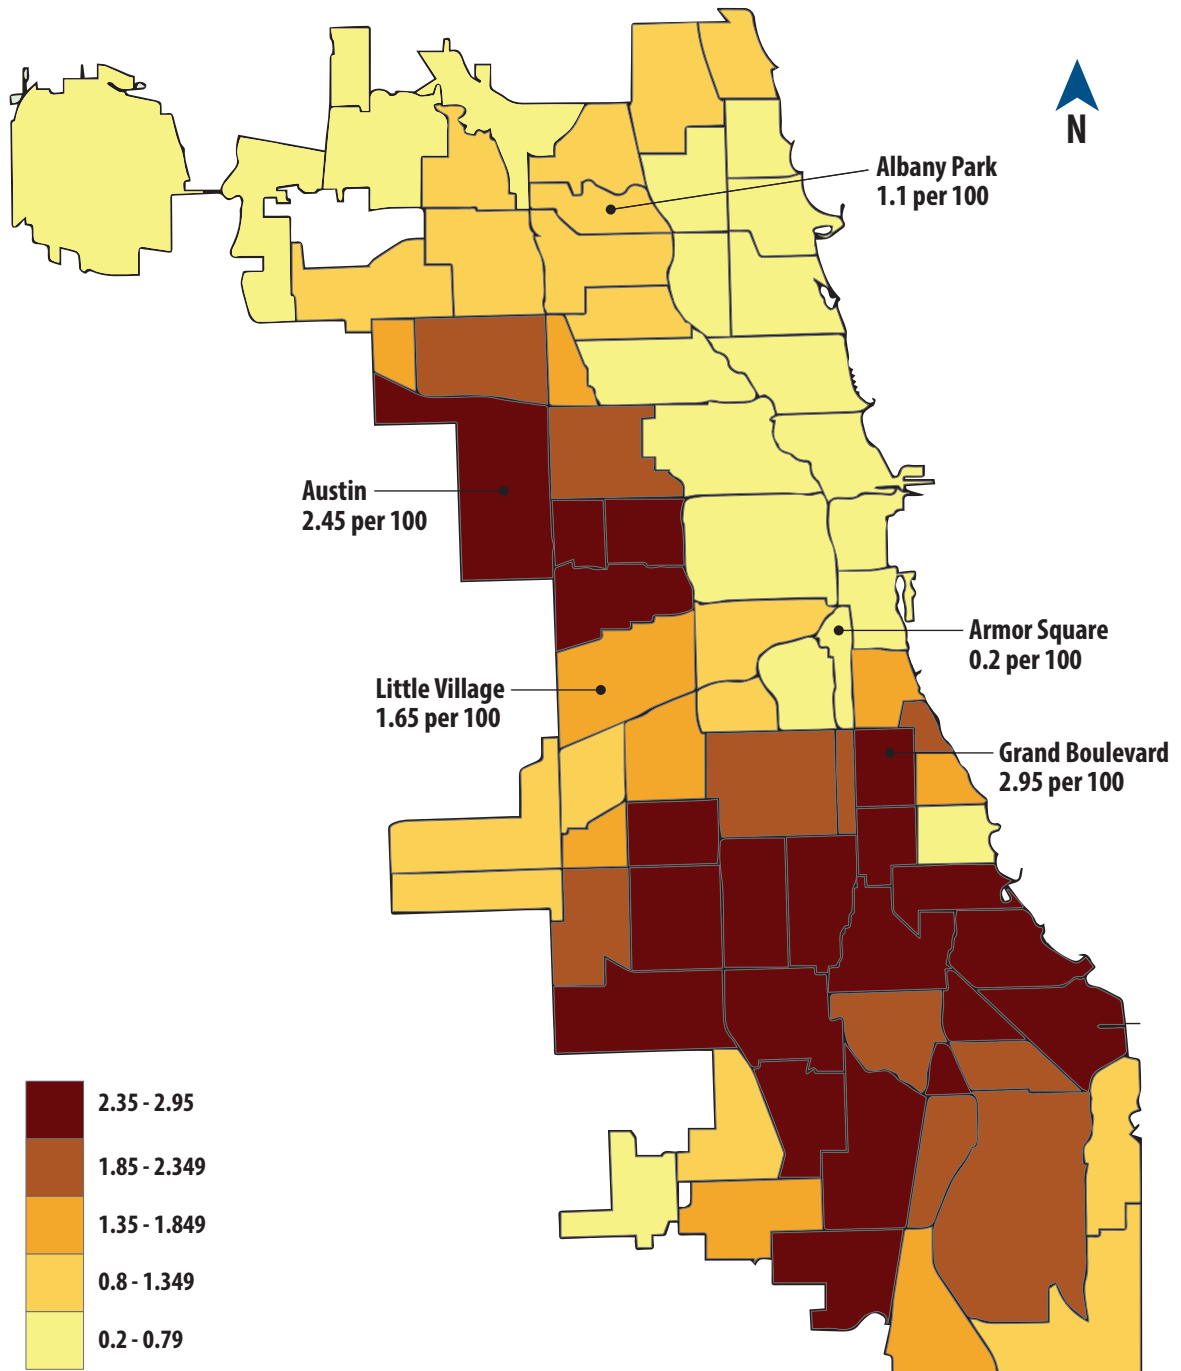 N
Albany Park
1.1 per 100
Austin
2.45 per 100
Armor Square
0.2 per 100
Little Village
1.65 per 100
Grand Boulevard
2.95 per 100
2.35 - 2.95
1.85 - 2.349
1.35 - 1.849
0.8 - 1.349
0.2 - 0.79